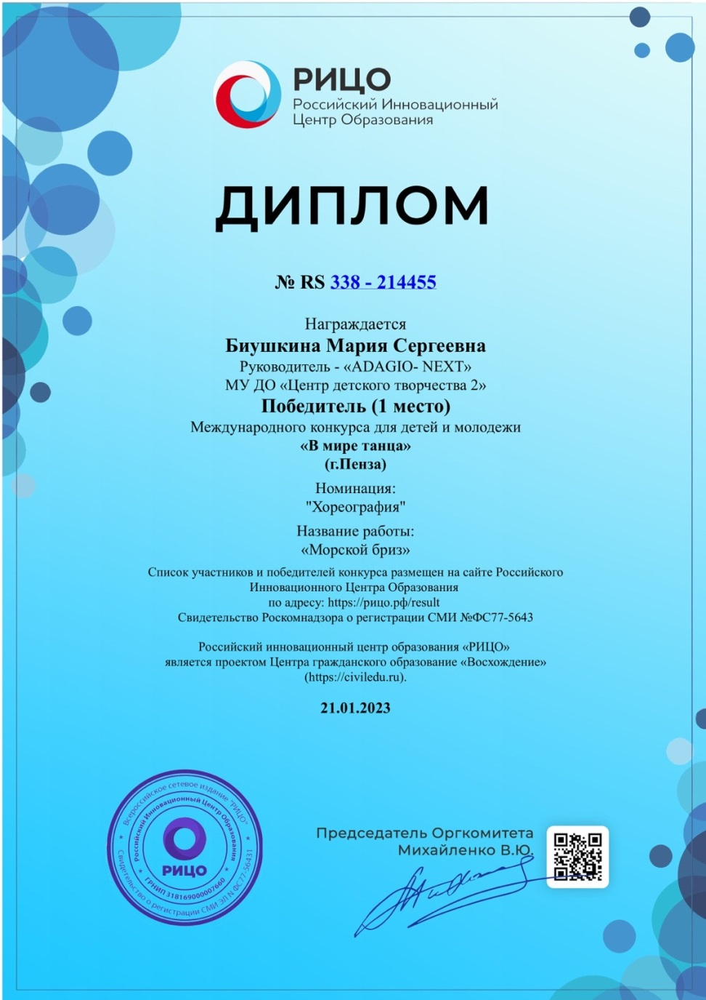 РИЦО
Российский Инновационный
Центр Образования
ДИПЛОМ
№ RS 338 - 214455
Награждается
Биушкина Мария Сергеевна
Руководитель - «ADAGIO- NEXT»
МУ ДО «Центр детского творчества 2»
Победитель (1 место)
Международного конкурса для детей и молодежи
«В мире танца»
(г.Пенза)
Номинация:
"Хореография"
Название работы:
«Морской бриз»
Список участников и победителей конкурса размещен на сайте Российского
Инновационного Центра Образования
по адресу: https://рицо.рф/result
Свидетельство Роскомнадзора о регистрации СМИ №ФС77-5643
Российский инновационный центр образования «РИЦО»
является проектом Центра гражданского образование «Восхождение»
(https://civiledu.ru).
21.01.2023
Всероссийское сетевое издание "РИЦО"
Российский Инновационный Центр Образования
РИЦО
ГРНИП 318169000007660
Свидетельство о регистрации СМИ ЭЛ N ФС77-56431
Председатель Оргкомитета
Михайленко В.Ю.